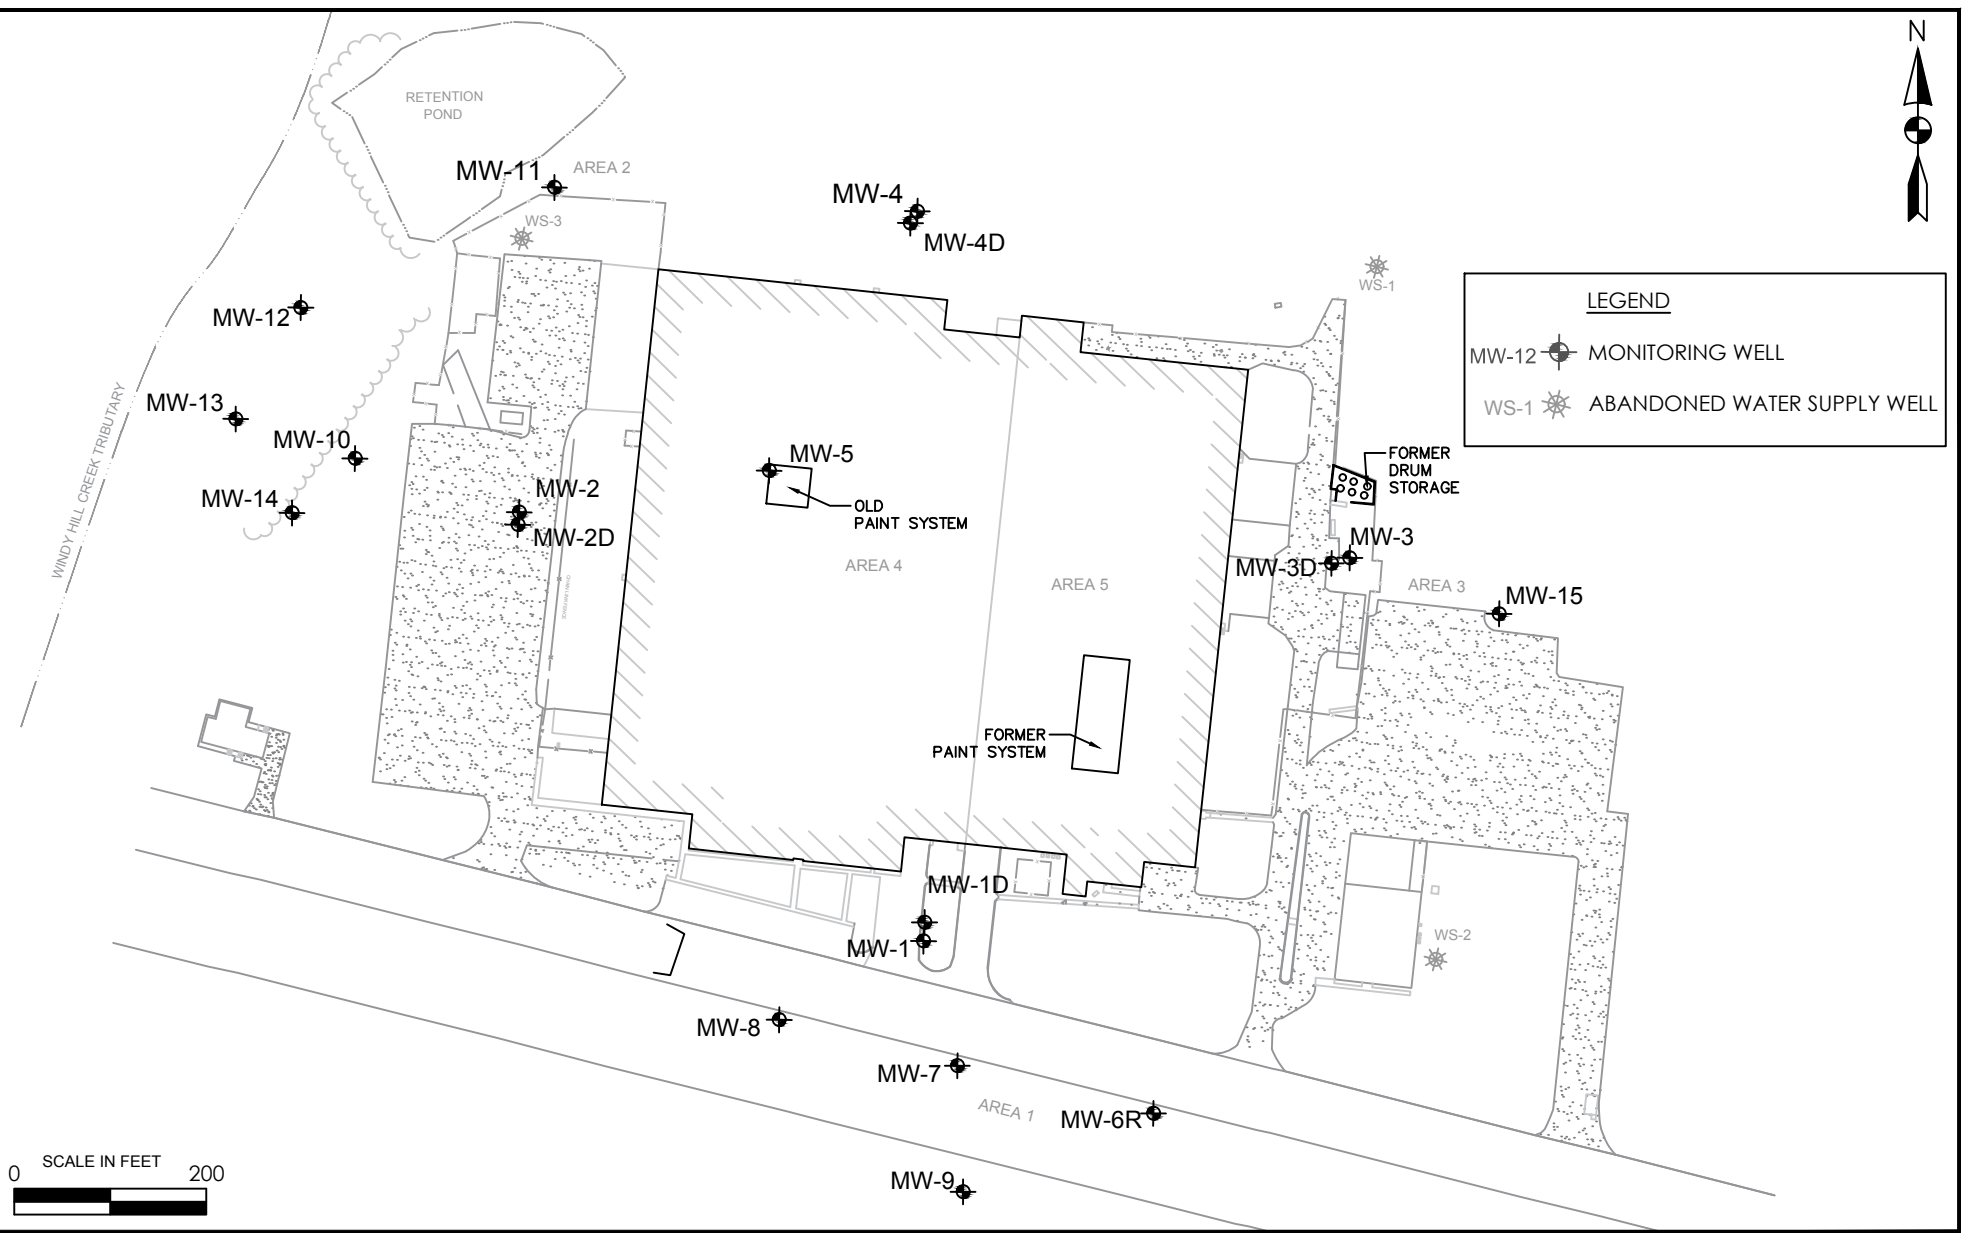 N
RETENTION
POND
MW-11
AREA 2
WS-3
MW-4
MW-4D
WS-1
LEGEND
MW-12 MONITORING WELL
WS-1 ABANDONED WATER SUPPLY WELL
MW-12
MW-13
MW-10
MW-14
WINDY HILL CREEK TRIBUTARY
MW-2
MW-2D
MW-5
OLD
PAINT SYSTEM
AREA 4
AREA 5
FORMER
DRUM
STORAGE
MW-3
MW-3D
AREA 3
MW-15
FORMER
PAINT SYSTEM
MW-1D
MW-1
WS-2
MW-8
MW-7
AREA 1
MW-6R
MW-9
SCALE IN FEET
0 200